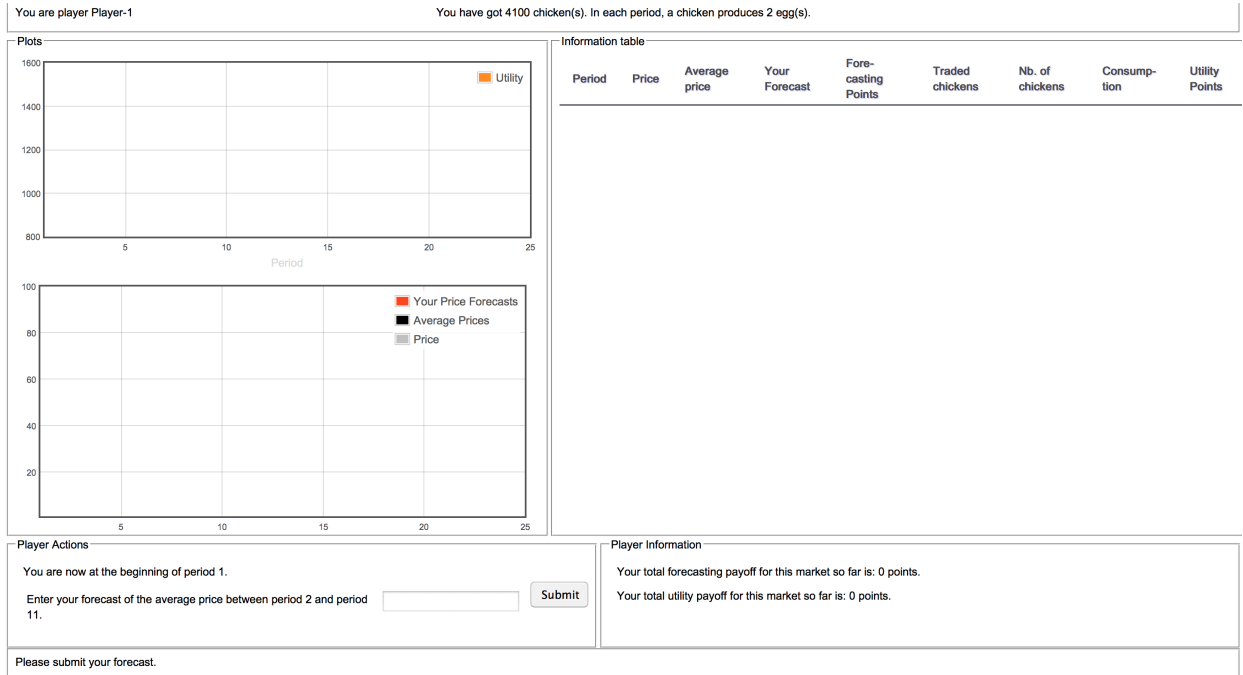 You are player Player-1 You have got 4100 chicken(s). In each period, a chicken produces 2 egg(s).
Plots
1600
1400
1200
1000
800
Utility
5 10 15 20 25
Period
100
80
60
40
20
Your Price Forecasts
Average Prices
Price
5 10 15 20 25
Information table
Period Price Average price Your Forecast Fore-casting Points Traded chickens Nb. of chickens Consump-tion Utility Points
Player Actions
You are now at the beginning of period 1.
Enter your forecast of the average price between period 2 and period
11.
Submit
Player Information
Your total forecasting payoff for this market so far is: 0 points.
Your total utility payoff for this market so far is: 0 points.
Please submit your forecast.